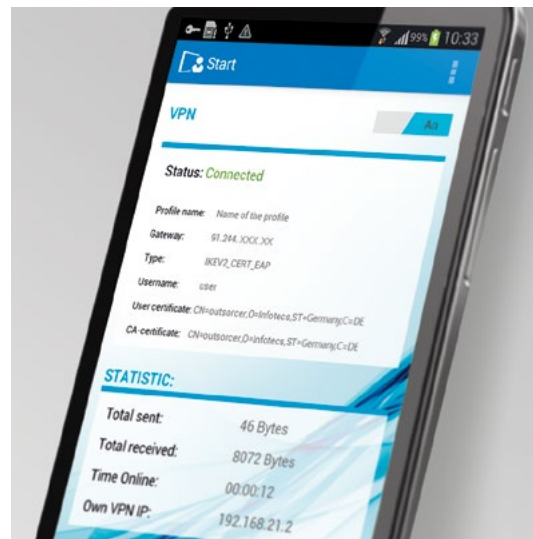 99% 10:33
Start
VPN An
Status: Connected
Profile name: Name of the profile
Gateway: 91.244.XXX.XX
Type: IKEV2_CERT_EAP
Username: user
User certificate: CN=outsorcer,O=Infotecs,ST=Germany,C=DE
CA-certificate: CN=outsorcer,O=Infotecs,ST=Germany,C=DE
STATISTIC:
Total sent: 46 Bytes
Total received: 8072 Bytes
Time Online: 00:00:12
Own VPN IP: 192.168.21.2